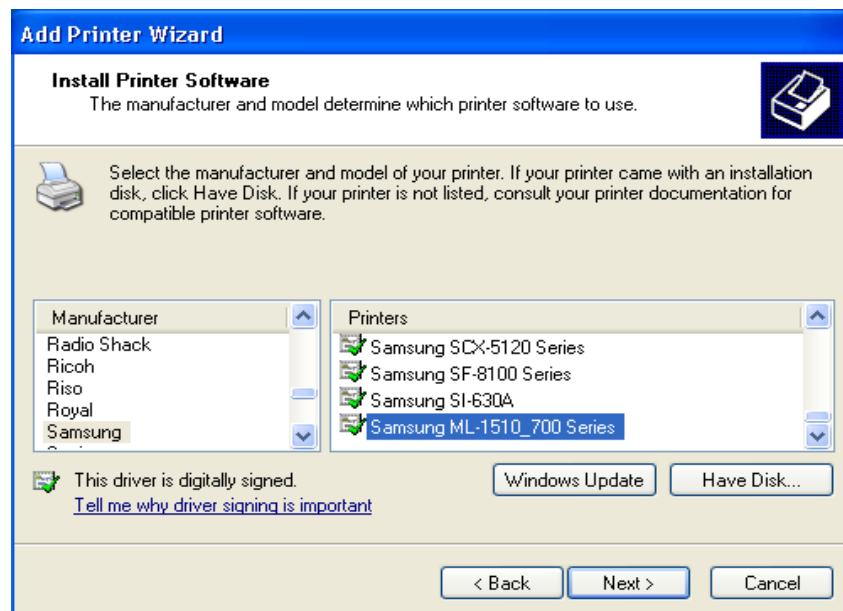 Add Printer Wizard
Install Printer Software
The manufacturer and model determine which printer software to use.
Select the manufacturer and model of your printer. If your printer came with an installation
disk, click Have Disk. If your printer is not listed, consult your printer documentation for
compatible printer software.
Manufacturer
Radio Shack
Ricoh
Riso
Royal
Samsung
Printers
Samsung SCX-5120 Series
Samsung SF-8100 Series
Samsung SI-630A
Samsung ML-1510_700 Series
This driver is digitally signed.
Tell me why driver signing is important
Windows Update
Have Disk...
< Back
Next >
Cancel